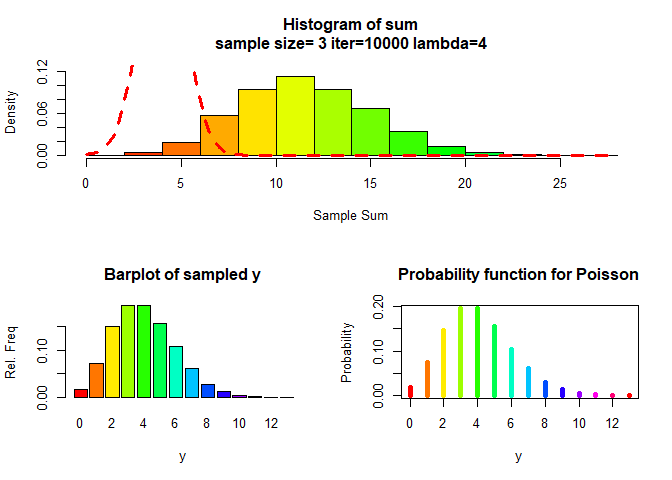 Histogram of sum
sample size= 3 iter=10000 lambda=4
Density
0.00 0.06 0.12
0 5 10 15 20 25
Sample Sum
Barplot of sampled y
Rel. Freq
0.00 0.10
0 2 4 6 8 10 12
y
Probability function for Poisson
Probability
0.00 0.10 0.20
0 2 4 6 8 10 12
y